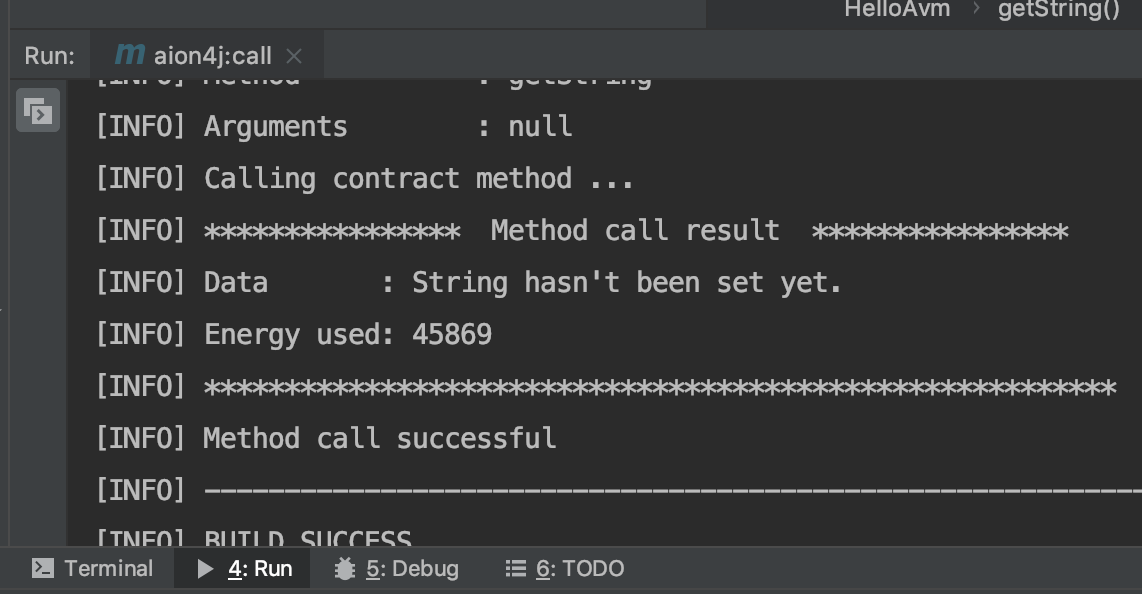 HelloAvm > getString()
Run: m aion4j:call ×
[INFO] Method : getString
[INFO] Arguments : null
[INFO] Calling contract method ...
[INFO] **************** Method call result ****************
[INFO] Data : String hasn't been set yet.
[INFO] Energy used: 45869
[INFO] *********************************************************
[INFO] Method call successful
[INFO] ------------------------------------------------------------
[INFO] BUILD SUCCESS
Terminal 4: Run 5: Debug 6: TODO